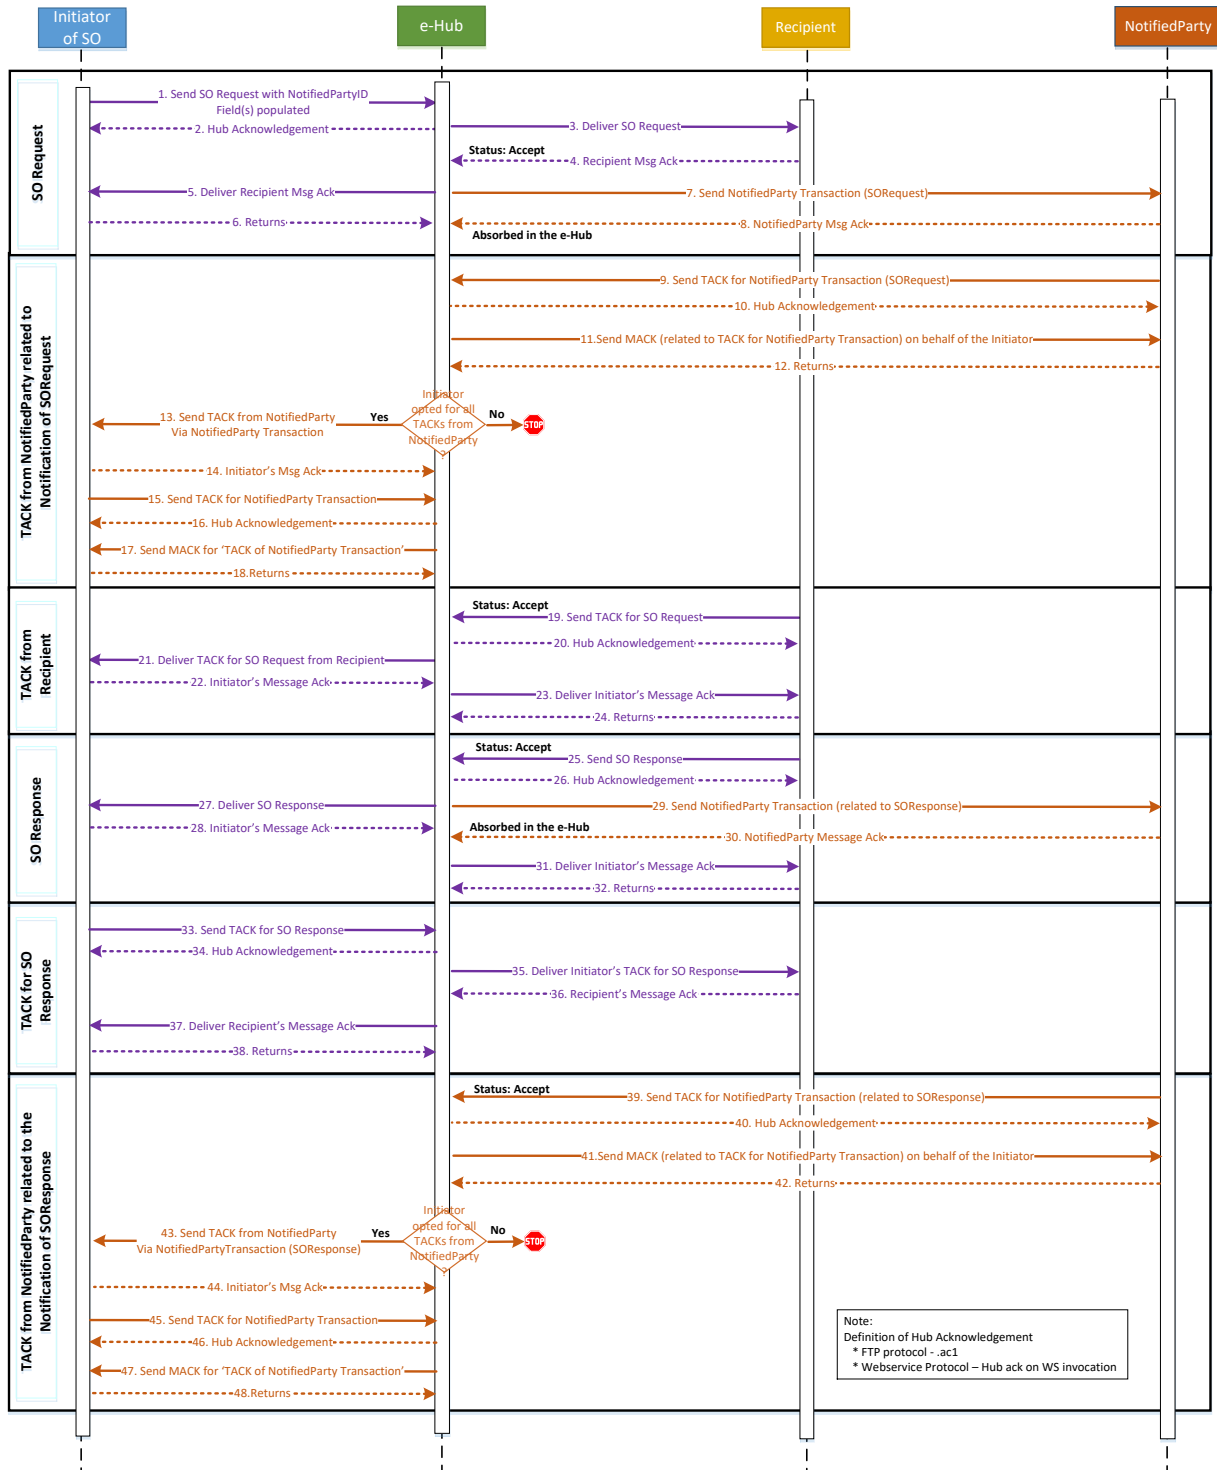 Initiator
of SO
e-Hub
Recipient
NotifiedParty
SO Request
1. Send SO Request with NotifiedPartyID
Field(s) populated
2. Hub Acknowledgement
3. Deliver SO Request
Status: Accept
4. Recipient Msg Ack
5. Deliver Recipient Msg Ack
7. Send NotifiedParty Transaction (SORequest)
6. Returns
8. NotifiedParty Msg Ack
Absorbed in the e-Hub
TACK from NotifiedParty related to
Notification of SORequest
9. Send TACK for NotifiedParty Transaction (SORequest)
10. Hub Acknowledgement
11.Send MACK (related to TACK for NotifiedParty Transaction) on behalf of the Initiator
12. Returns
Initiator
opted for all
TACKs from
NotifiedParty
?
Yes
No
STOP
13. Send TACK from NotifiedParty
Via NotifiedParty Transaction
14. Initiator's Msg Ack
15. Send TACK for NotifiedParty Transaction
16. Hub Acknowledgement
17. Send MACK for ‘TACK of NotifiedParty Transaction’
18.Returns
TACK from
Recipient
Status: Accept
19. Send TACK for SO Request
20. Hub Acknowledgement
21. Deliver TACK for SO Request from Recipient
22. Initiator's Message Ack
23. Deliver Initiator's Message Ack
24. Returns
SO Response
Status: Accept
25. Send SO Response
26. Hub Acknowledgement
27. Deliver SO Response
29. Send NotifiedParty Transaction (related to SOResponse)
28. Initiator's Message Ack
Absorbed in the e-Hub
30. NotifiedParty Message Ack
31. Deliver Initiator's Message Ack
32. Returns
TACK for SO
Response
33. Send TACK for SO Response
34. Hub Acknowledgement
35. Deliver Initiator's TACK for SO Response
36. Recipient's Message Ack
37. Deliver Recipient's Message Ack
38. Returns
TACK from NotifiedParty related to the
Notification of SOResponse
Status: Accept
39. Send TACK for NotifiedParty Transaction (related to SOResponse)
40. Hub Acknowledgement
41.Send MACK (related to TACK for NotifiedParty Transaction) on behalf of the Initiator
42. Returns
Initiator
opted for all
TACKs from
NotifiedParty
?
Yes
No
STOP
43. Send TACK from NotifiedParty
Via NotifiedPartyTransaction (SOResponse)
44. Initiator's Msg Ack
45. Send TACK for NotifiedParty Transaction
46. Hub Acknowledgement
47. Send MACK for ‘TACK of NotifiedParty Transaction’
48.Returns
Note:
Definition of Hub Acknowledgement
* FTP protocol - .ac1
* Webservice Protocol – Hub ack on WS invocation